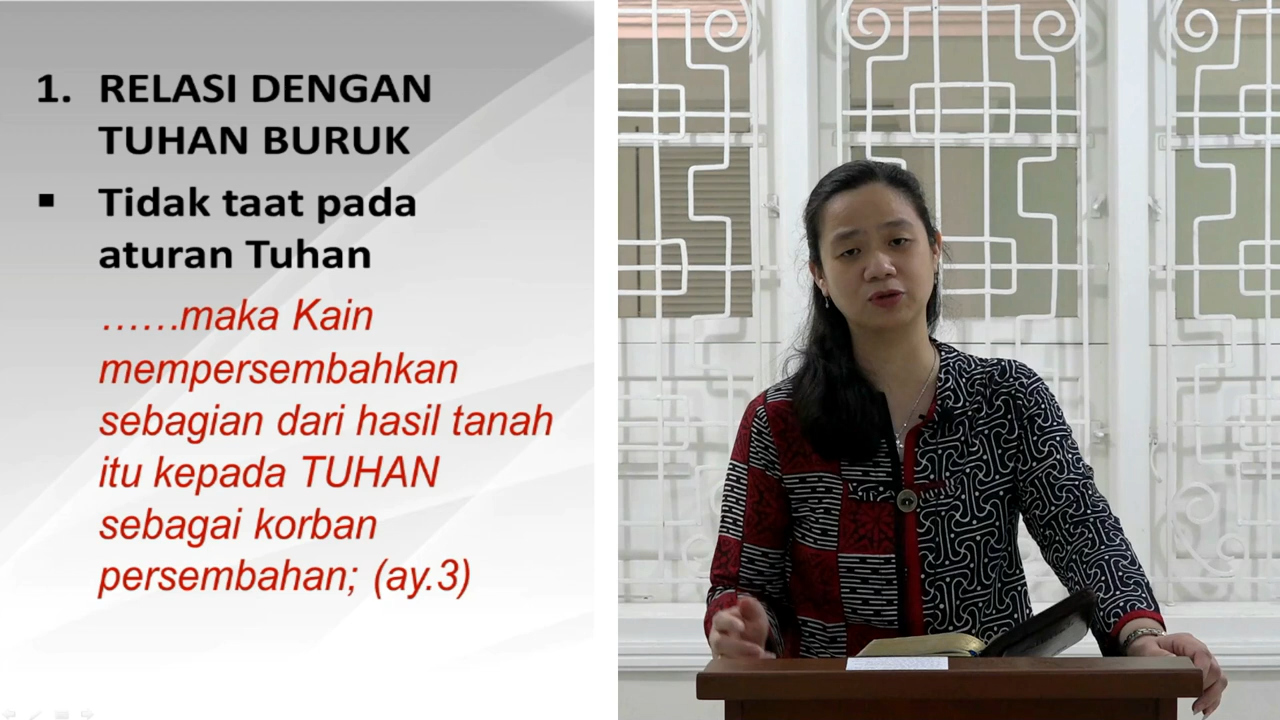 1. RELASI DENGAN
TUHAN BURUK
▪ Tidak taat pada
aturan Tuhan
......maka Kain
mempersembahkan
sebagian dari hasil tanah
itu kepada TUHAN
sebagai korban
persembahan; (ay.3)